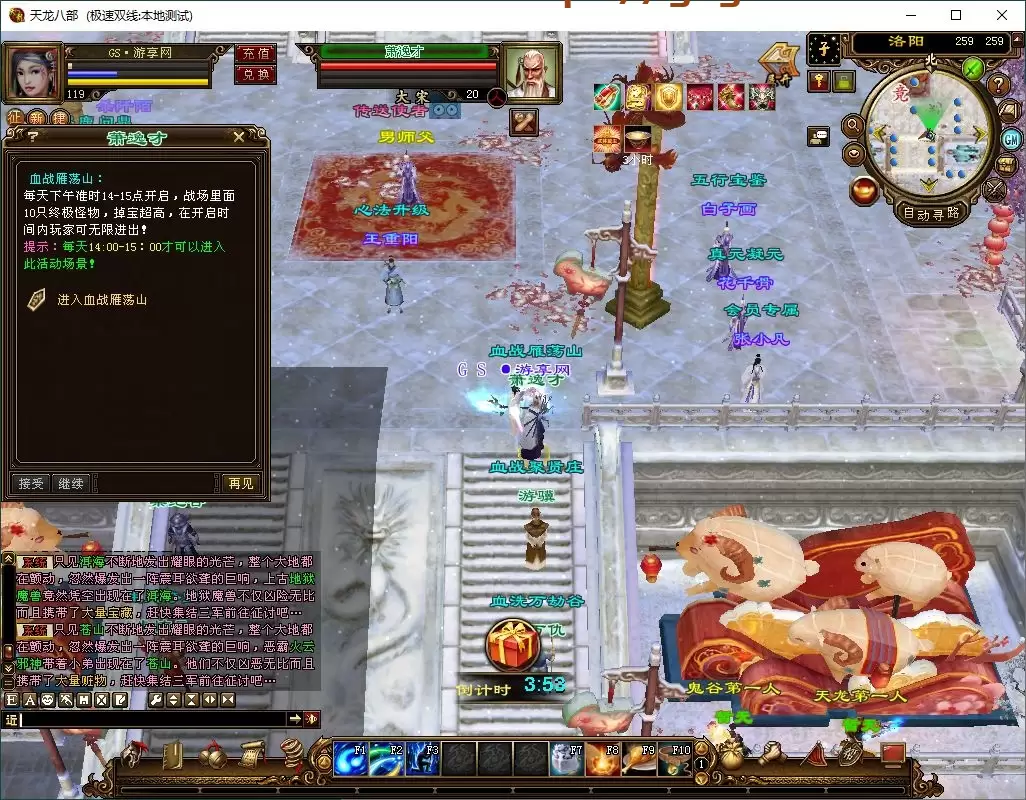 天龙八部 (极速双线:本地测试)
GS·游享网
充值
兑换
119
萧逸才
20
大宋
洛阳
259 259
北
竞
GM
自动寻路
征
新
捷
传送使者
男师父
心法升级
王重阳
3小时
五行宝鉴
白子画
真元凝元
花千骨
会员专属
张小凡
?
萧逸才
血战雁荡山:
每天下午准时14-15点开启,战场里面
10只终极怪物,掉宝超高,在开启时
间内玩家可无限进出!
提示:每天14:00-15:00才可以进入
此活动场景!
进入血战雁荡山
接受
继续
再见
血战雁荡山
GS●游享网
萧逸才
血战聚贤庄
游骥
血洗万劫谷
倒计时 3:53
鬼谷第一人
天龙第一人
只见洱海不断地发出耀眼的光芒,整个大地都
在颤动,忽然爆发出一阵震耳欲聋的巨响,上古地狱
魔兽竟然凭空出现在了洱海。地狱魔兽不仅凶险无比
而且携带了大量宝藏,赶快集结三军前往征讨吧…
只见苍山不断地发出耀眼的光芒,整个大地都
在颤动,忽然爆发出一阵震耳欲聋的巨响,恶霸火云
邪神带着小弟出现在了苍山。他们不仅凶恶无比而且
携带了大量贓物,赶快集结三军前往征讨吧…
近
F1
F2
F3
F7
F8
F9
F10
1